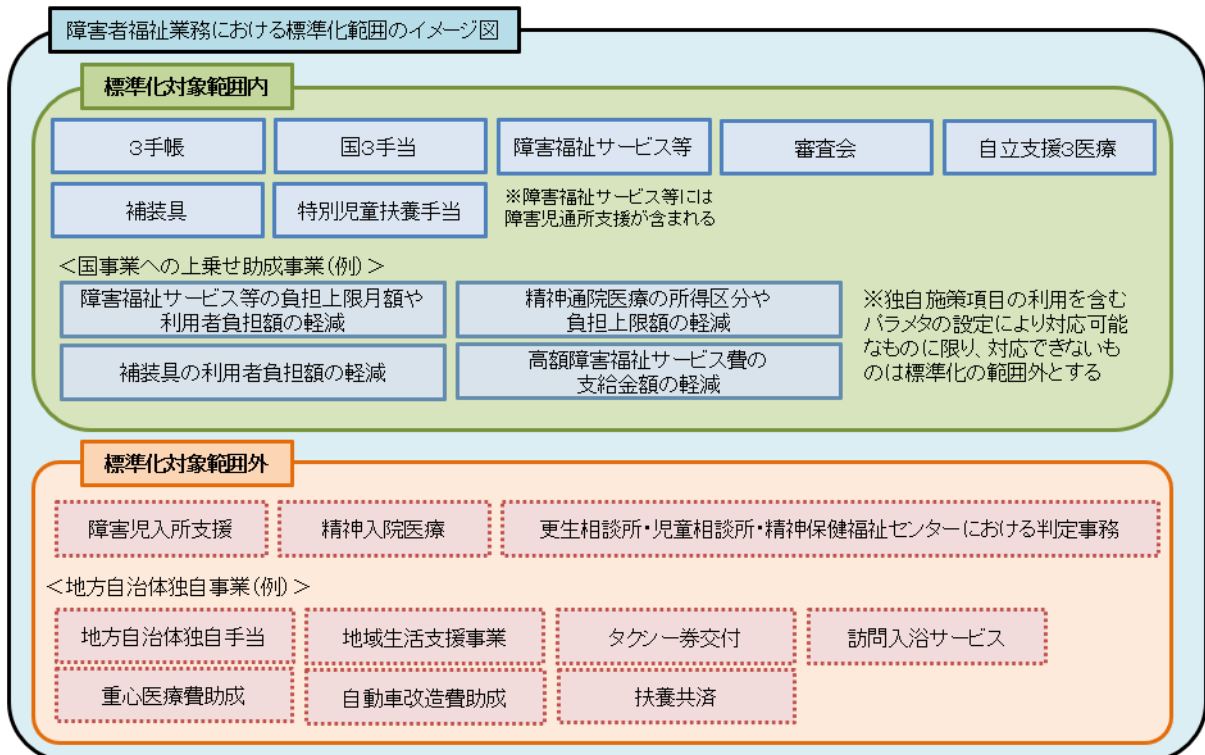 障害者福祉業務における標準化範囲のイメージ図
標準化対象範囲内
3手帳
国3手当
障害福祉サービス等
審査会
自立支援3医療
補装具
特別児童扶養手当
※障害福祉サービス等には
障害児通所支援が含まれる
＜国事業への上乗せ助成事業(例)＞
障害福祉サービス等の負担上限月額や
利用者負担額の軽減
精神通院医療の所得区分や
負担上限額の軽減
補装具の利用者負担額の軽減
高額障害福祉サービス費の
支給金額の軽減
※独自施策項目の利用を含む
パラメタの設定により対応可能
なものに限り、対応できないも
のは標準化の範囲外とする
標準化対象範囲外
障害児入所支援
精神入院医療
更生相談所・児童相談所・精神保健福祉センターにおける判定事務
＜地方自治体独自事業(例)＞
地方自治体独自手当
地域生活支援事業
タクシー券交付
訪問入浴サービス
重心医療費助成
自動車改造費助成
扶養共済